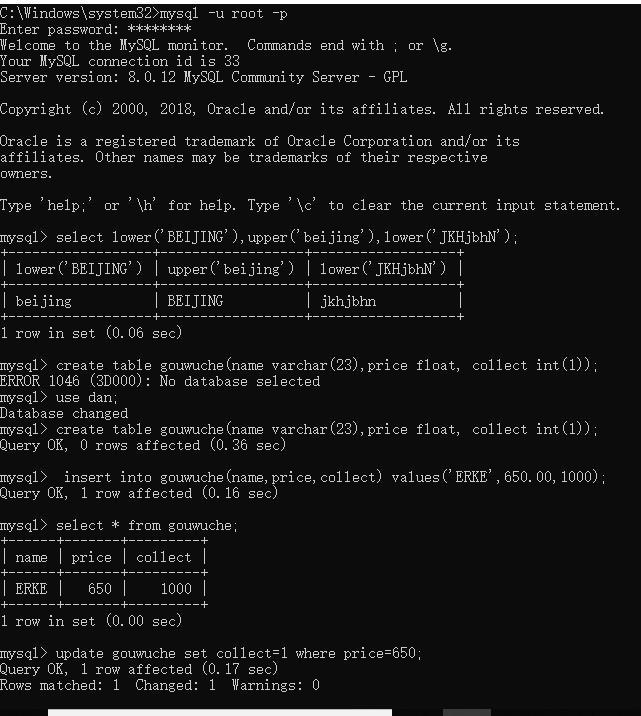 C:\Windows\system32>mysql -u root -p
Enter password: ********
Welcome to the MySQL monitor.  Commands end with ; or \g.
Your MySQL connection id is 33
Server version: 8.0.12 MySQL Community Server - GPL
Copyright (c) 2000, 2018, Oracle and/or its affiliates. All rights reserved.
Oracle is a registered trademark of Oracle Corporation and/or its
affiliates. Other names may be trademarks of their respective
owners.
Type 'help;' or '\h' for help. Type '\c' to clear the current input statement.
mysql> select lower('BEIJING'),upper('beijing'),lower('JKHjbhN');
+------------------+------------------+------------------+
| lower('BEIJING') | upper('beijing') | lower('JKHjbhN') |
+------------------+------------------+------------------+
| beijing          | BEIJING          | jkhjbhn          |
+------------------+------------------+------------------+
1 row in set (0.06 sec)
mysql> create table gouwuche(name varchar(23),price float, collect int(1));
ERROR 1046 (3D000): No database selected
mysql> use dan;
Database changed
mysql> create table gouwuche(name varchar(23),price float, collect int(1));
Query OK, 0 rows affected (0.36 sec)
mysql>  insert into gouwuche(name,price,collect) values('ERKE',650.00,1000);
Query OK, 1 row affected (0.16 sec)
mysql> select * from gouwuche;
+------+-------+---------+
| name | price | collect |
+------+-------+---------+
| ERKE |   650 |    1000 |
+------+-------+---------+
1 row in set (0.00 sec)
mysql> update gouwuche set collect=1 where price=650;
Query OK, 1 row affected (0.17 sec)
Rows matched: 1  Changed: 1  Warnings: 0